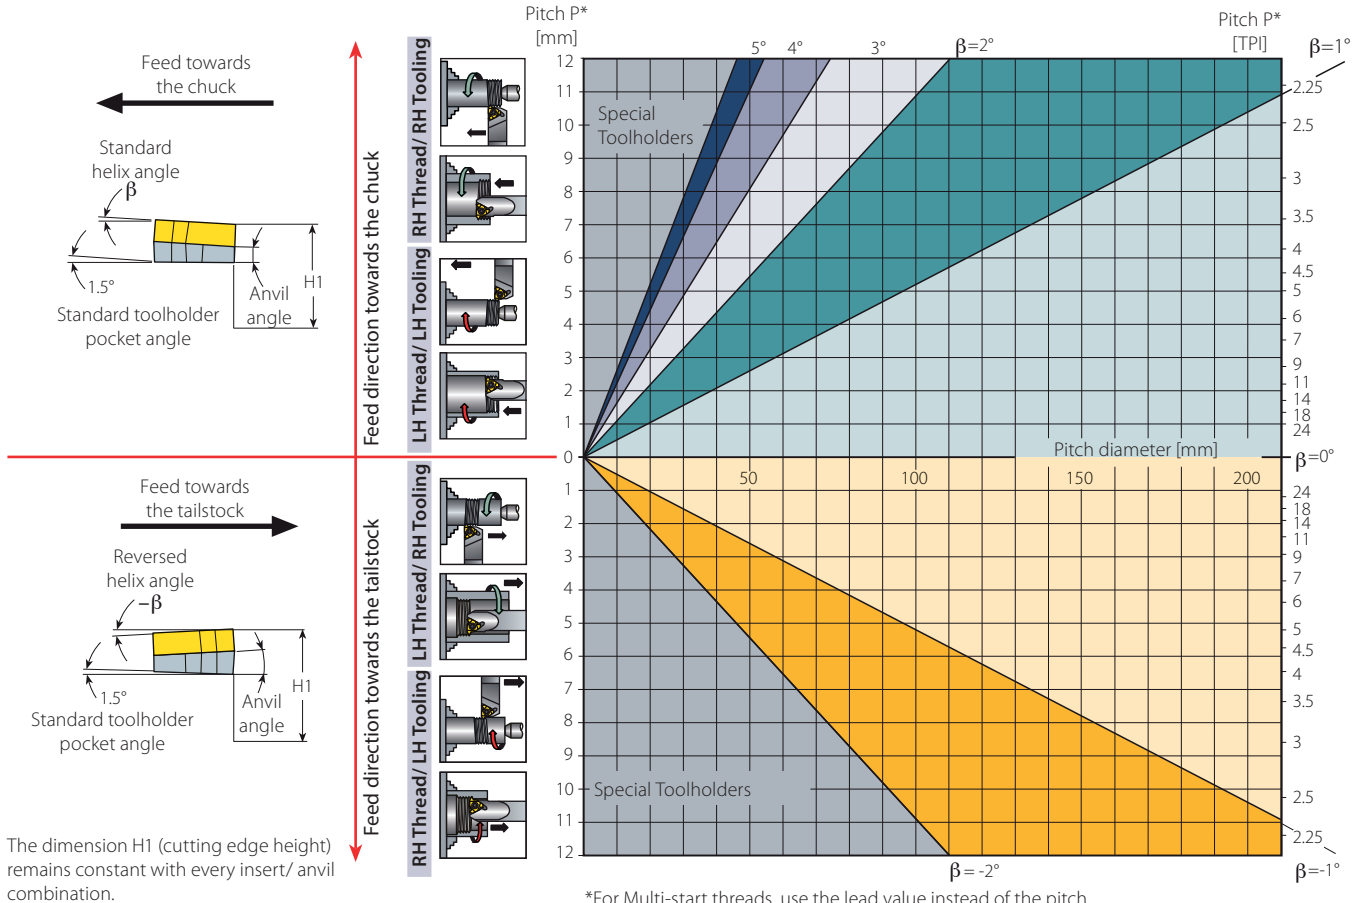 Feed towards
the chuck
Standard
helix angle
β
1.5°
H1
Anvil
angle
Standard toolholder
pocket angle
Feed towards
the tailstock
Reversed
helix angle
−β
1.5°
H1
Anvil
angle
Standard toolholder
pocket angle
The dimension H1 (cutting edge height)
remains constant with every insert/ anvil
combination.
Feed direction towards the chuck
Feed direction towards the tailstock
RH Thread/ RH Tooling
LH Thread/ LH Tooling
LH Thread/ RH Tooling
RH Thread/ LH Tooling
Pitch P*
[mm]
5° 4° 3° β=2°
Pitch P*
[TPI]
β=1°
12
11
10
9
8
7
6
5
4
3
2
1
0
1
2
3
4
5
6
7
8
9
10
11
12
Special
Toolholders
Pitch diameter [mm]
50 100 150 200
Special Toolholders
2.25
2.5
3
3.5
4
4.5
5
6
7
9
11
14
18
24
β=0°
24
18
14
11
9
7
6
5
4.5
4
3.5
3
2.5
2.25
β= -2°
β=-1°
*For Multi-start threads, use the lead value instead of the pitch